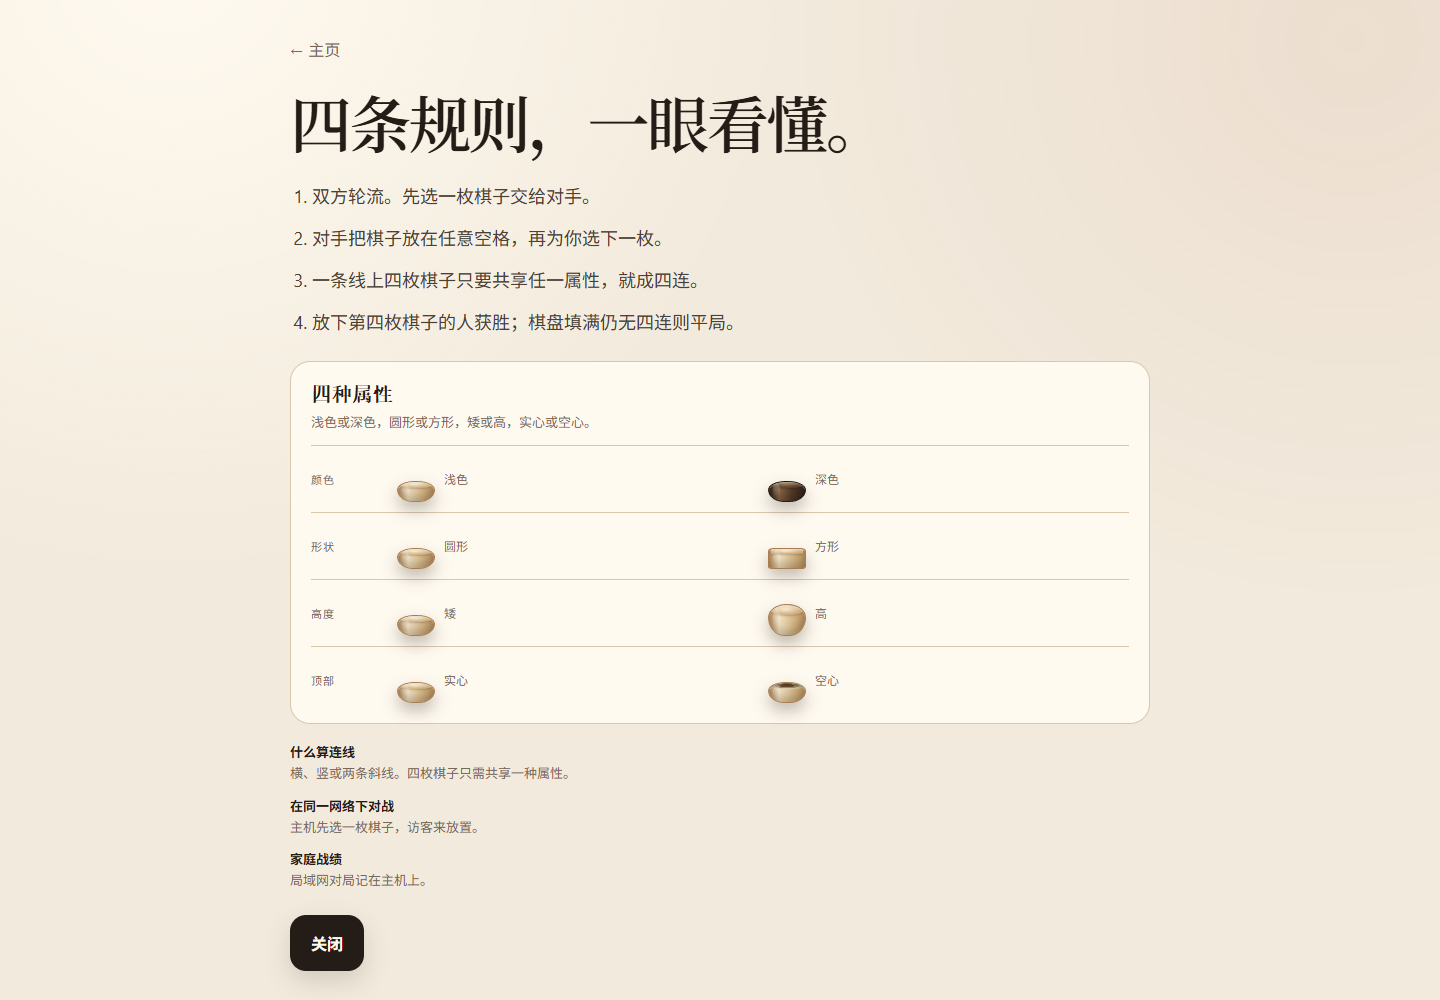 ← 主页
四条规则，一眼看懂。
1. 双方轮流。先选一枚棋子交给对手。
2. 对手把棋子放在任意空格，再为你选下一枚。
3. 一条线上四枚棋子只要共享任一属性，就成四连。
4. 放下第四枚棋子的人获胜；棋盘填满仍无四连则平局。
四种属性
浅色或深色，圆形或方形，矮或高，实心或空心。
颜色 浅色 深色
形状 圆形 方形
高度 矮 高
顶部 实心 空心
什么算连线
横、竖或两条斜线。四枚棋子只需共享一种属性。
在同一网络下对战
主机先选一枚棋子，访客来放置。
家庭战绩
局域网对局记在主机上。
关闭